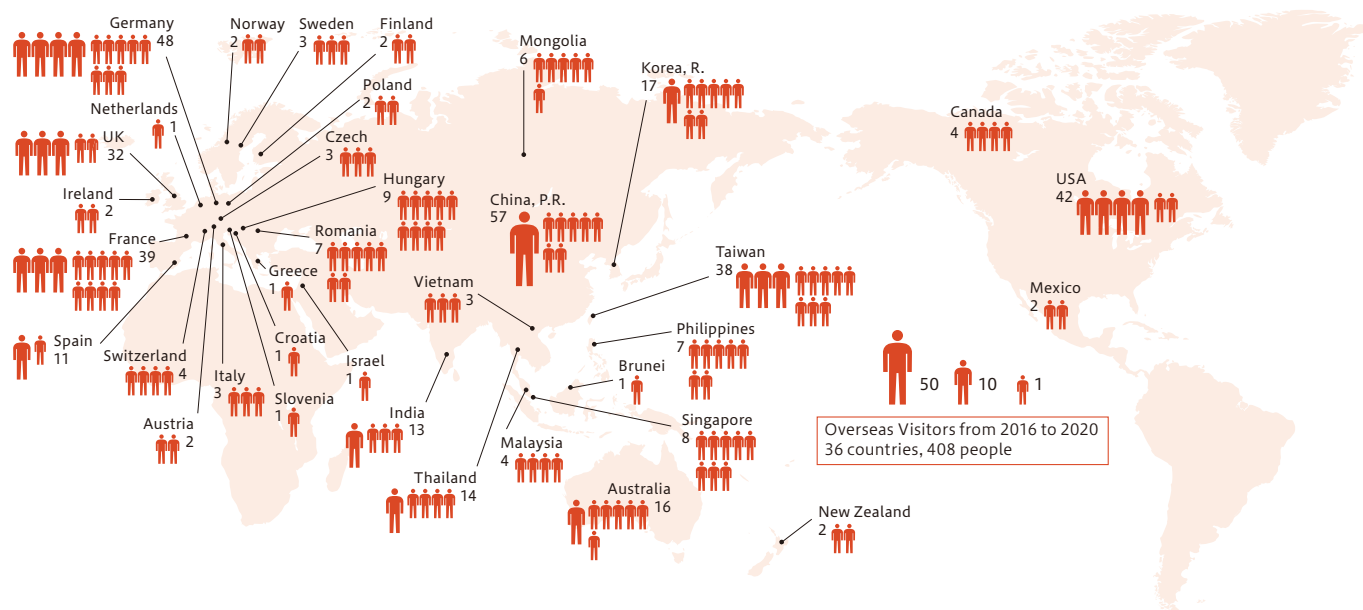 Germany
48
Norway
2
Sweden
3
Finland
2
Mongolia
6
Korea, R.
17
Poland
2
Netherlands
1
Canada
4
UK
32
Czech
3
Hungary
9
USA
42
Ireland
2
China, P.R.
57
France
39
Romania
7
Taiwan
38
Greece
1
Vietnam
3
Mexico
2
Philippines
7
Spain
11
Switzerland
4
Croatia
1
Israel
1
Brunei
1
Italy
3
Slovenia
1
50
10
1
Austria
2
India
13
Singapore
8
Overseas Visitors from 2016 to 2020
36 countries, 408 people
Malaysia
4
Thailand
14
Australia
16
New Zealand
2